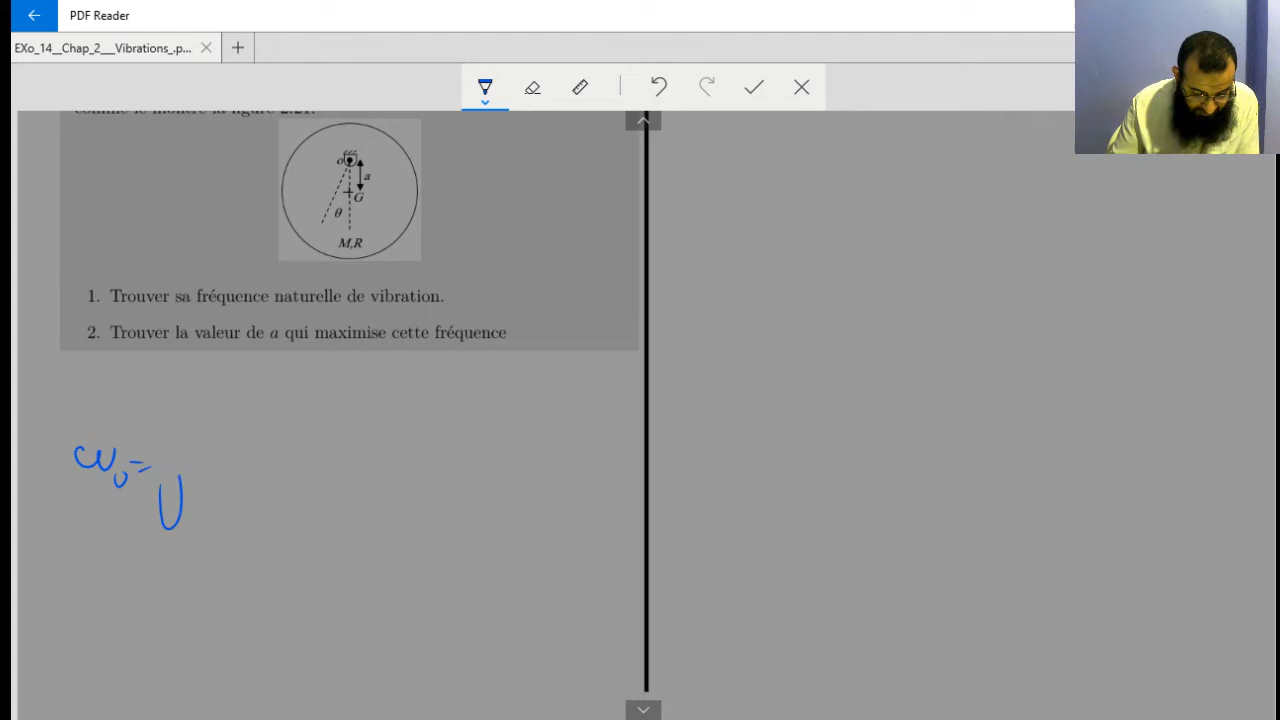 PDF Reader
EXo_14__Chap_2___Vibrations_.p...
o
a
G
θ
M,R
1. Trouver sa fréquence naturelle de vibration.
2. Trouver la valeur de a qui maximise cette fréquence
ω₀=